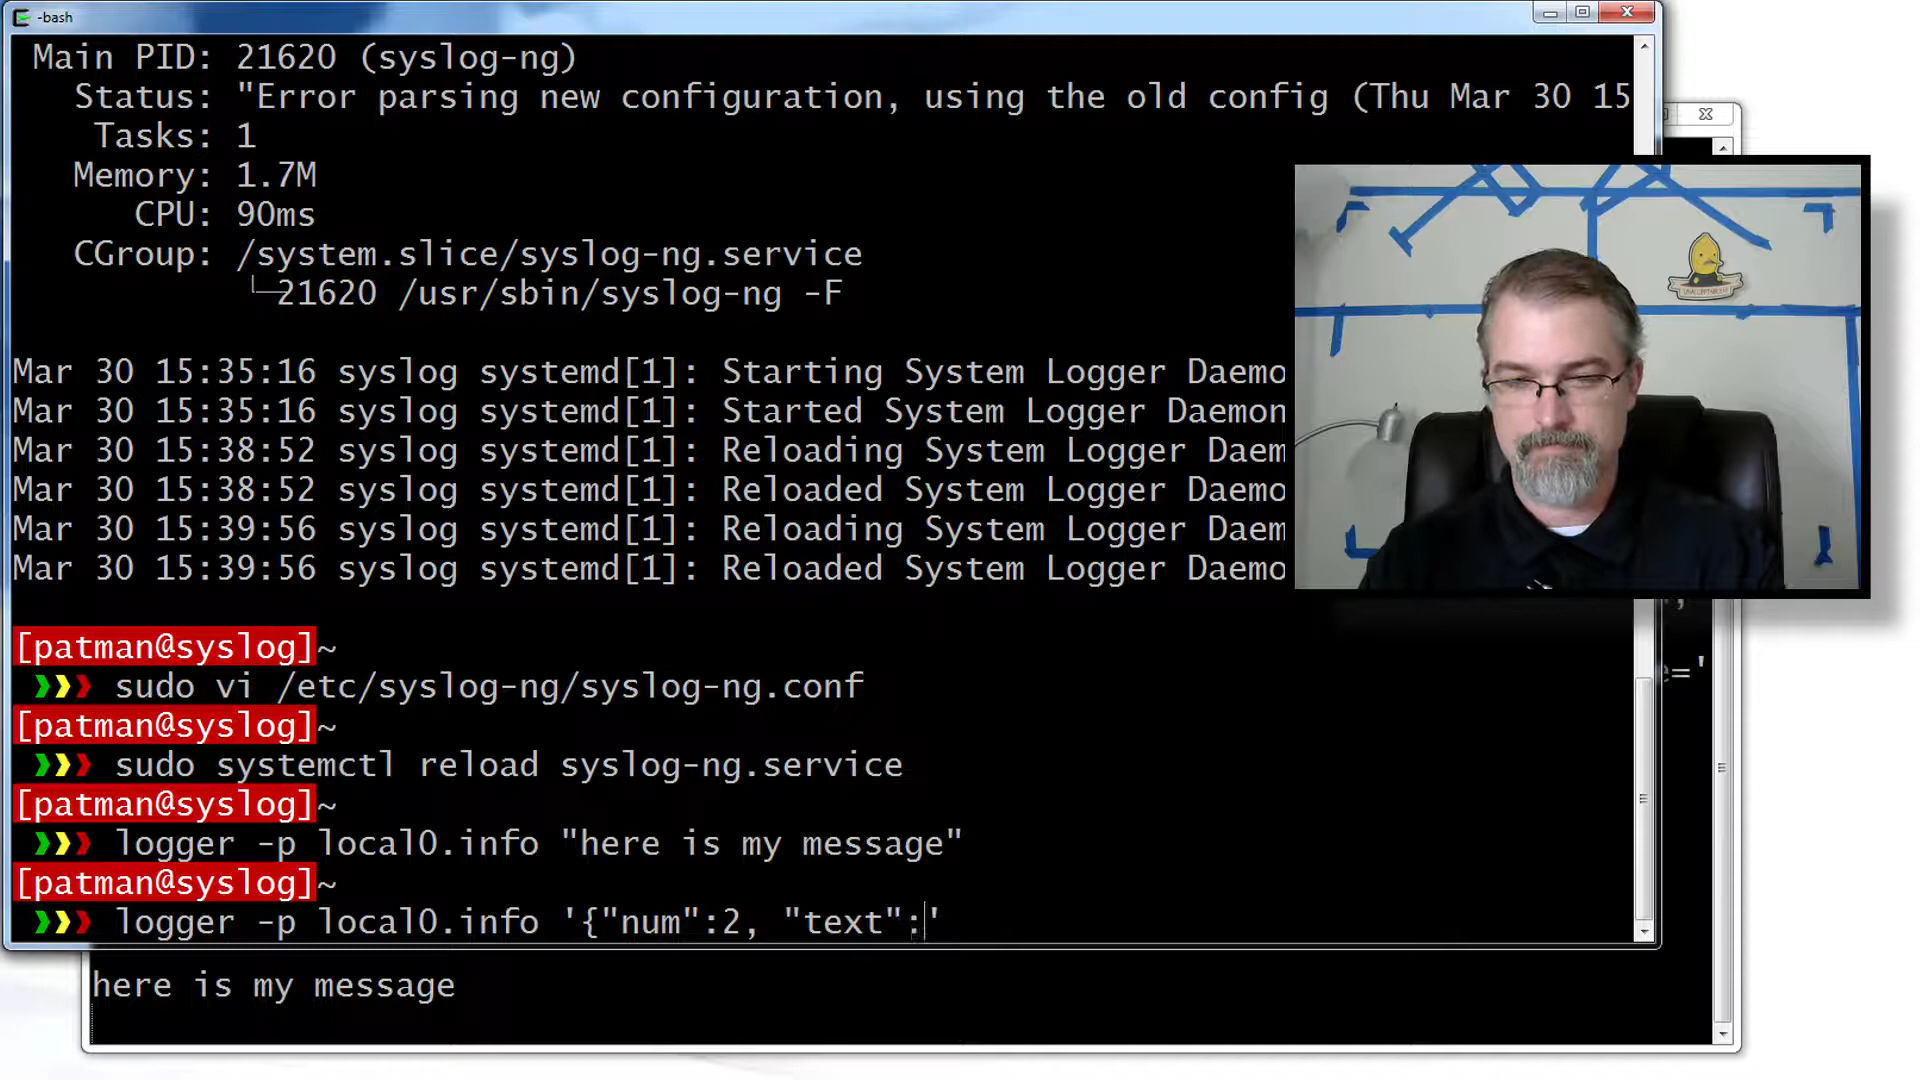 -bash
Main PID: 21620 (syslog-ng)
Status: "Error parsing new configuration, using the old config (Thu Mar 30 15
Tasks: 1
Memory: 1.7M
CPU: 90ms
CGroup: /system.slice/syslog-ng.service
└─21620 /usr/sbin/syslog-ng -F
Mar 30 15:35:16 syslog systemd[1]: Starting System Logger Daemo
Mar 30 15:35:16 syslog systemd[1]: Started System Logger Daemon
Mar 30 15:38:52 syslog systemd[1]: Reloading System Logger Daem
Mar 30 15:38:52 syslog systemd[1]: Reloaded System Logger Daemo
Mar 30 15:39:56 syslog systemd[1]: Reloading System Logger Daem
Mar 30 15:39:56 syslog systemd[1]: Reloaded System Logger Daemo
[patman@syslog]~
❯❯❯ sudo vi /etc/syslog-ng/syslog-ng.conf
e='
[patman@syslog]~
❯❯❯ sudo systemctl reload syslog-ng.service
[patman@syslog]~
❯❯❯ logger -p local0.info "here is my message"
[patman@syslog]~
❯❯❯ logger -p local0.info '{"num":2, "text":'
here is my message